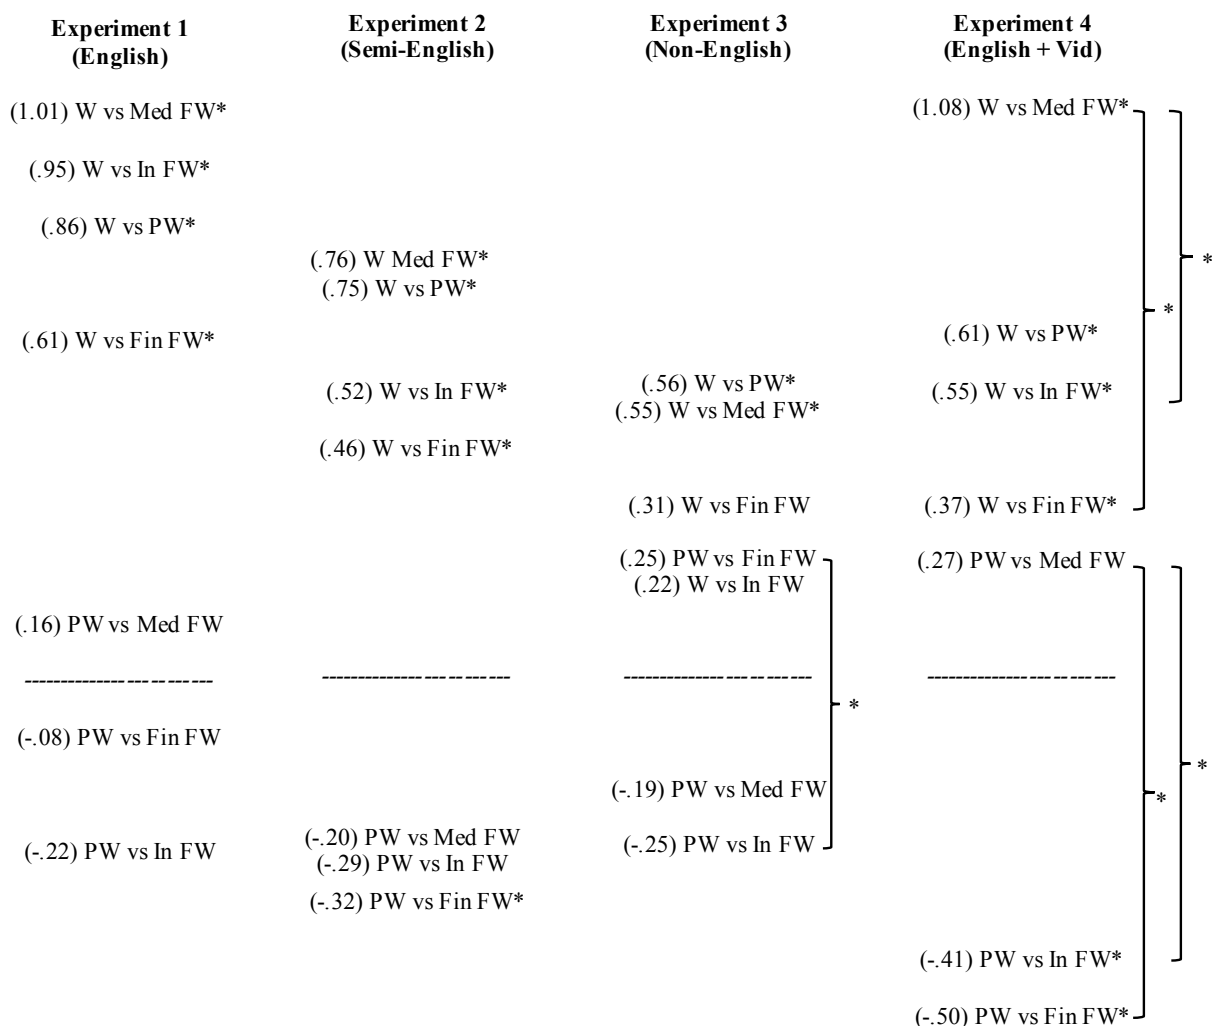 Experiment 1
(English)
(1.01) W vs Med FW*
(.95) W vs In FW*
(.86) W vs PW*
(.61) W vs Fin FW*
(.16) PW vs Med FW
--------------------------
(-.08) PW vs Fin FW
(-.22) PW vs In FW
Experiment 2
(Semi-English)
(.76) W Med FW*
(.75) W vs PW*
(.52) W vs In FW*
(.46) W vs Fin FW*
--------------------------
(-.20) PW vs Med FW
(-.29) PW vs In FW
(-.32) PW vs Fin FW*
Experiment 3
(Non-English)
(.56) W vs PW*
(.55) W vs Med FW*
(.31) W vs Fin FW
(.25) PW vs Fin FW
(.22) W vs In FW
--------------------------
*
(-.19) PW vs Med FW
(-.25) PW vs In FW
Experiment 4
(English + Vid)
(1.08) W vs Med FW*
*
*
(.61) W vs PW*
(.55) W vs In FW*
(.37) W vs Fin FW*
(.27) PW vs Med FW
--------------------------
*
*
(-.41) PW vs In FW*
(-.50) PW vs Fin FW*